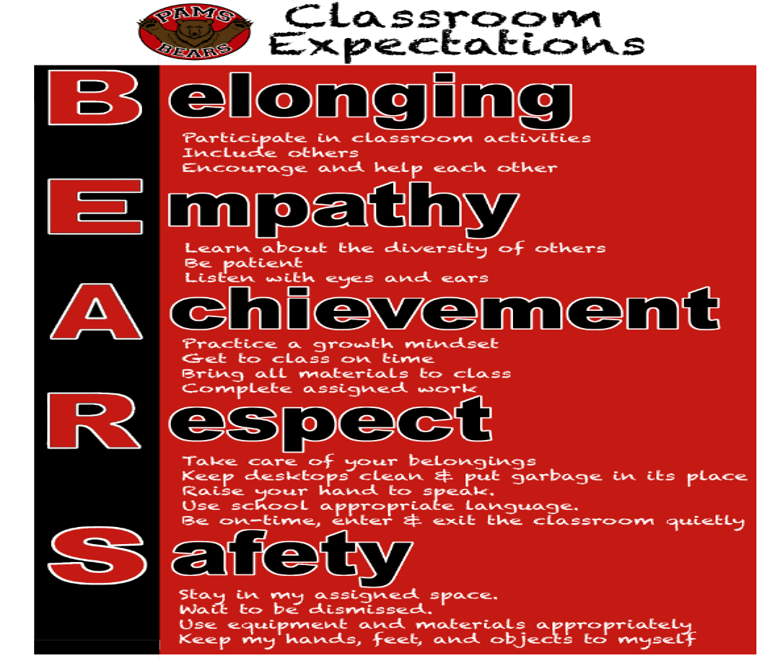 PAMS
BEARS
Classroom
Expectations
Belonging
Participate in classroom activities
Include others
Encourage and help each other
Empathy
Learn about the diversity of others
Be patient
Listen with eyes and ears
Achievement
Practice a growth mindset
Get to class on time
Bring all materials to class
Complete assigned work
Respect
Take care of your belongings
Keep desktops clean & put garbage in its place
Raise your hand to speak.
Use school appropriate language.
Be on-time, enter & exit the classroom quietly
Safety
Stay in my assigned space.
Wait to be dismissed.
Use equipment and materials appropriately
Keep my hands, feet, and objects to myself